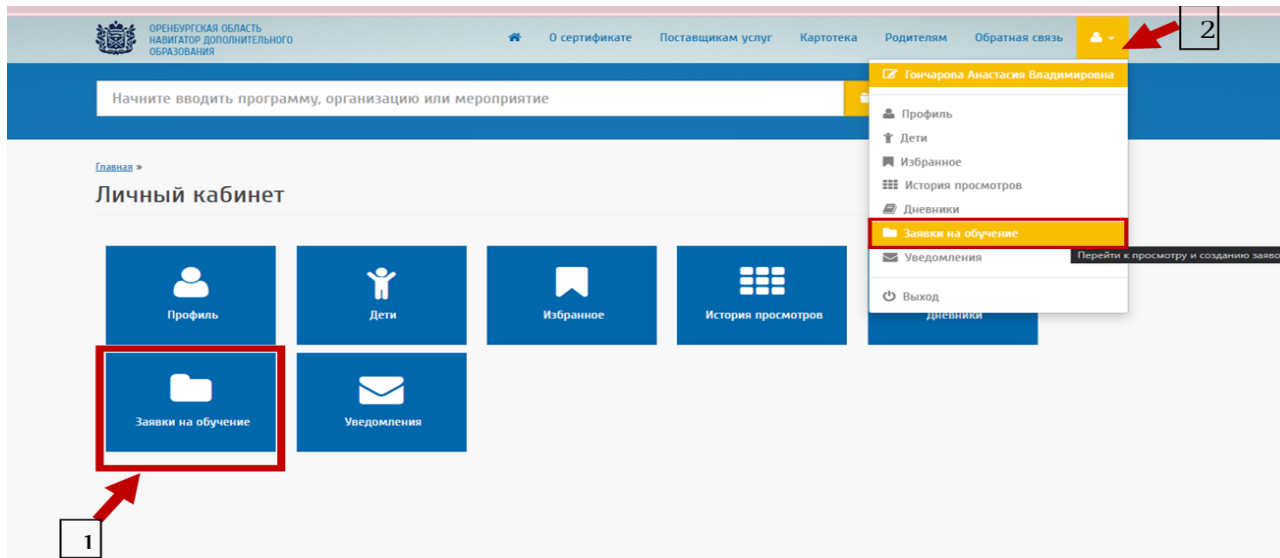 ОРЕНБУРГСКАЯ ОБЛАСТЬ
НАВИГАТОР ДОПОЛНИТЕЛЬНОГО
ОБРАЗОВАНИЯ
О сертификате Поставщикам услуг Картотека Родителям Обратная связь
2
Начните вводить программу, организацию или мероприятие
Гончарова Анастасия Владимировна
Профиль
Дети
Избранное
История просмотров
Дневники
Заявки на обучение
Уведомления
Перейти к просмотру и созданию заяво
Выход
Главная »
Личный кабинет
Профиль Дети Избранное История просмотров Дневники
Заявки на обучение Уведомления
1